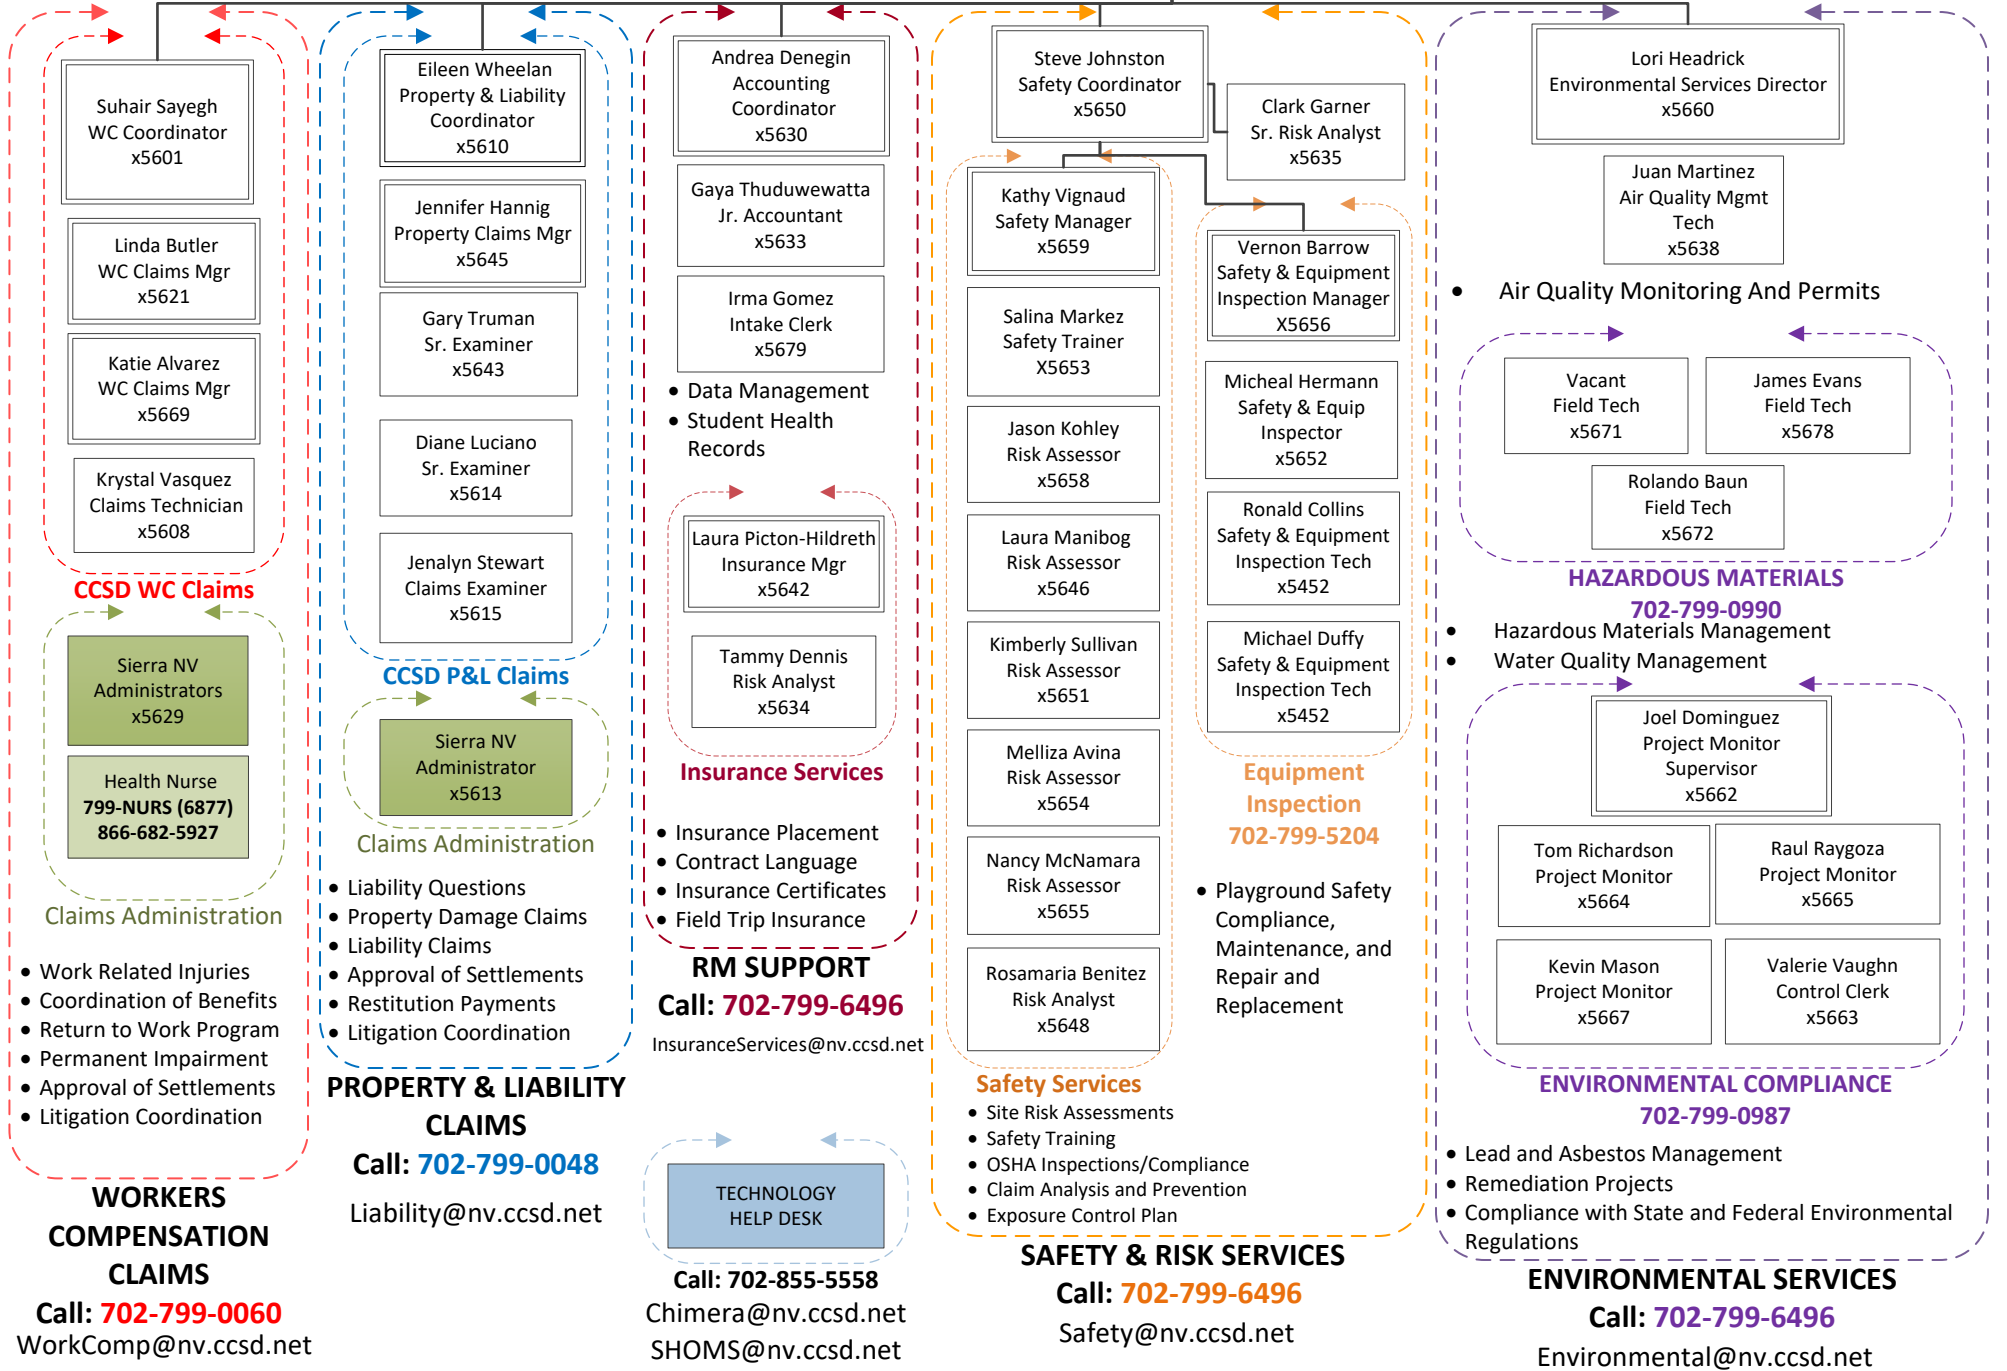 Suhair Sayegh
WC Coordinator
x5601
Linda Butler
WC Claims Mgr
x5621
Katie Alvarez
WC Claims Mgr
x5669
Krystal Vasquez
Claims Technician
x5608
CCSD WC Claims
Sierra NV
Administrators
x5629
Health Nurse
799-NURS (6877)
866-682-5927
Claims Administration
• Work Related Injuries
• Coordination of Benefits
• Return to Work Program
• Permanent Impairment
• Approval of Settlements
• Litigation Coordination
WORKERS
COMPENSATION
CLAIMS
Call: 702-799-0060
WorkComp@nv.ccsd.net
Eileen Wheelan
Property & Liability
Coordinator
x5610
Jennifer Hannig
Property Claims Mgr
x5645
Gary Truman
Sr. Examiner
x5643
Diane Luciano
Sr. Examiner
x5614
Jenalyn Stewart
Claims Examiner
x5615
CCSD P&L Claims
Sierra NV
Administrator
x5613
Claims Administration
• Liability Questions
• Property Damage Claims
• Liability Claims
• Approval of Settlements
• Restitution Payments
• Litigation Coordination
PROPERTY & LIABILITY
CLAIMS
Call: 702-799-0048
Liability@nv.ccsd.net
Andrea Denegin
Accounting
Coordinator
x5630
Gaya Thuduwewatta
Jr. Accountant
x5633
Irma Gomez
Intake Clerk
x5679
• Data Management
• Student Health
Records
Laura Picton-Hildreth
Insurance Mgr
x5642
Tammy Dennis
Risk Analyst
x5634
Insurance Services
• Insurance Placement
• Contract Language
• Insurance Certificates
• Field Trip Insurance
RM SUPPORT
Call: 702-799-6496
InsuranceServices@nv.ccsd.net
TECHNOLOGY
HELP DESK
Call: 702-855-5558
Chimera@nv.ccsd.net
SHOMS@nv.ccsd.net
Steve Johnston
Safety Coordinator
x5650
Clark Garner
Sr. Risk Analyst
x5635
Kathy Vignaud
Safety Manager
x5659
Salina Markez
Safety Trainer
X5653
Jason Kohley
Risk Assessor
x5658
Laura Manibog
Risk Assessor
x5646
Kimberly Sullivan
Risk Assessor
x5651
Melliza Avina
Risk Assessor
x5654
Nancy McNamara
Risk Assessor
x5655
Rosamaria Benitez
Risk Analyst
x5648
Safety Services
• Site Risk Assessments
• Safety Training
• OSHA Inspections/Compliance
• Claim Analysis and Prevention
• Exposure Control Plan
Vernon Barrow
Safety & Equipment
Inspection Manager
X5656
Micheal Hermann
Safety & Equip
Inspector
x5652
Ronald Collins
Safety & Equipment
Inspection Tech
x5452
Michael Duffy
Safety & Equipment
Inspection Tech
x5452
Equipment
Inspection
702-799-5204
• Playground Safety
Compliance,
Maintenance, and
Repair and
Replacement
SAFETY & RISK SERVICES
Call: 702-799-6496
Safety@nv.ccsd.net
Lori Headrick
Environmental Services Director
x5660
Juan Martinez
Air Quality Mgmt
Tech
x5638
• Air Quality Monitoring And Permits
Vacant
Field Tech
x5671
James Evans
Field Tech
x5678
Rolando Baun
Field Tech
x5672
HAZARDOUS MATERIALS
702-799-0990
• Hazardous Materials Management
• Water Quality Management
Joel Dominguez
Project Monitor
Supervisor
x5662
Tom Richardson
Project Monitor
x5664
Raul Raygoza
Project Monitor
x5665
Kevin Mason
Project Monitor
x5667
Valerie Vaughn
Control Clerk
x5663
ENVIRONMENTAL COMPLIANCE
702-799-0987
• Lead and Asbestos Management
• Remediation Projects
• Compliance with State and Federal Environmental
Regulations
ENVIRONMENTAL SERVICES
Call: 702-799-6496
Environmental@nv.ccsd.net